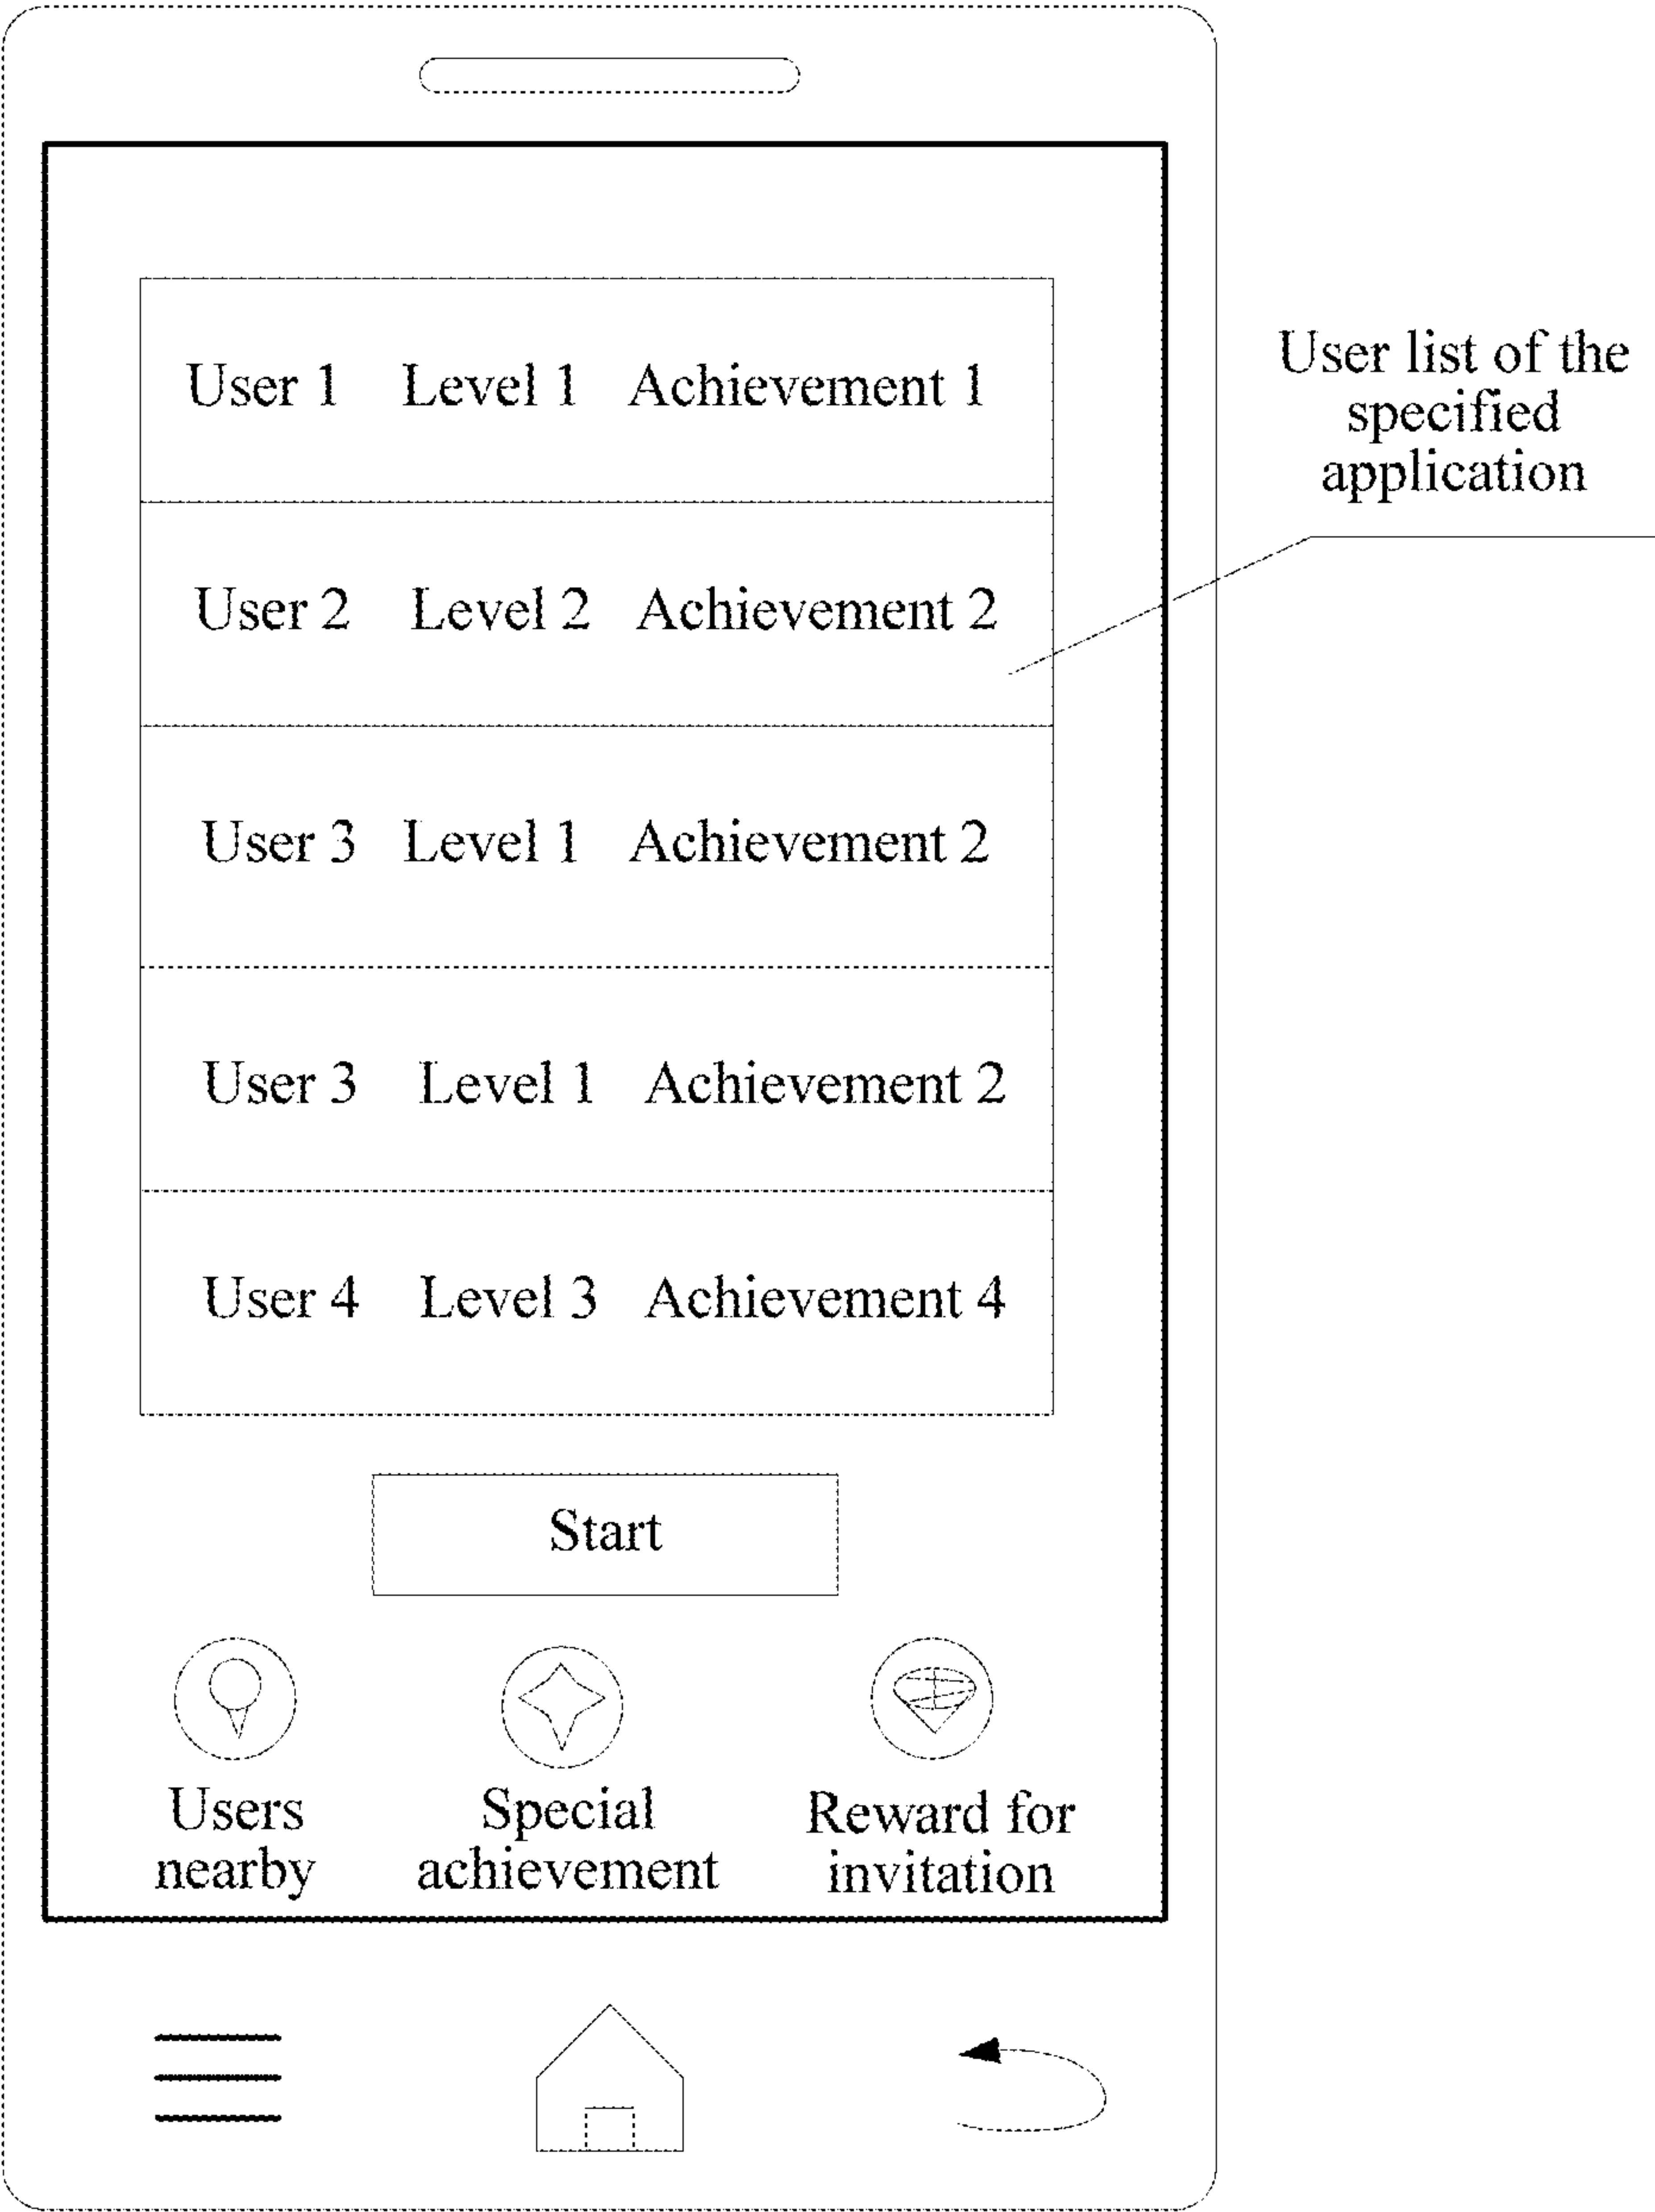 User 1 Level 1 Achievement 1
User list of the
specified
application
User 2 Level 2 Achievement 2
User 3 Level 1 Achievement 2
User 3 Level 1 Achievement 2
User 4 Level 3 Achievement 4
Start
Users
nearby
Special
achievement
Reward for
invitation